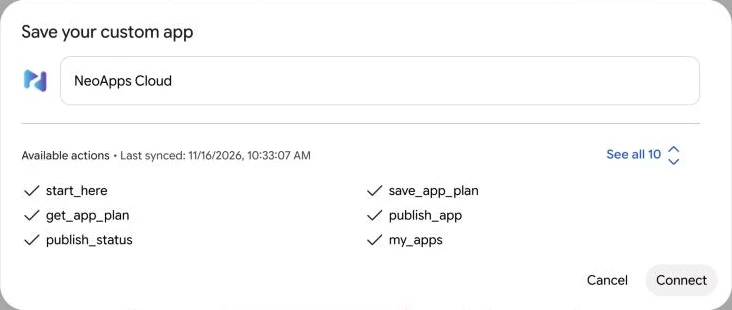 Save your custom app
NeoApps Cloud
Available actions • Last synced: 11/16/2026, 10:33:07 AM
See all 10
start_here
save_app_plan
get_app_plan
publish_app
publish_status
my_apps
Cancel
Connect